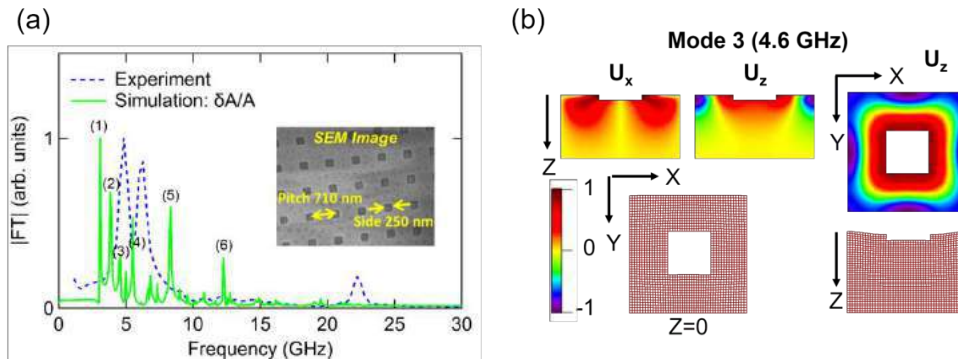 (a)
|FT| (arb. units)
1
0
Experiment
Simulation: δA/A
(1)
(2)
(3)
(4)
(5)
(6)
SEM Image
Pitch 710 nm
Side 250 nm
0
5
10
15
20
25
30
Frequency (GHz)
(b)
Mode 3 (4.6 GHz)
Ux
Uz
Uz
Z
X
Y
X
Y
1
0
-1
Z
Z=0